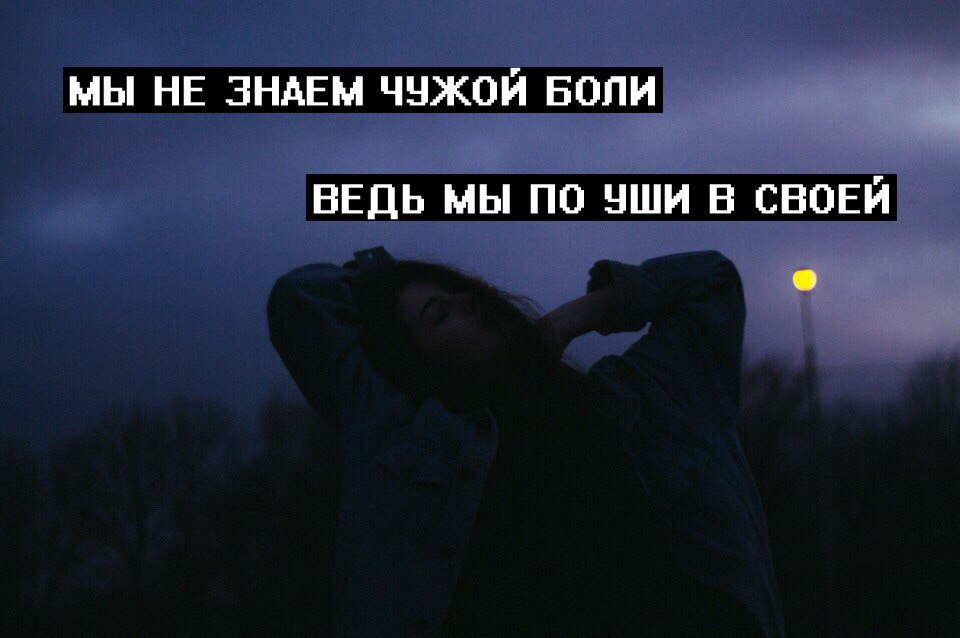 МЫ НЕ ЗНАЕМ ЧУЖОЙ БОЛИ
ВЕДЬ МЫ ПО УШИ В СВОЕЙ